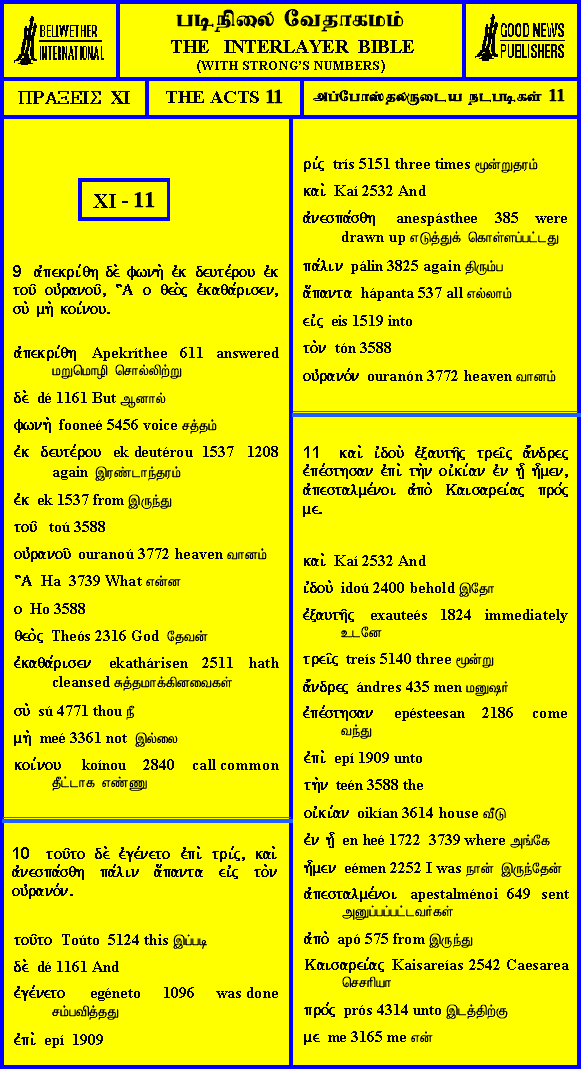 BELLWETHER
INTERNATIONAL
படிநிலை வேதாகமம்
THE INTERLAYER BIBLE
(WITH STRONG'S NUMBERS)
GOOD NEWS
PUBLISHERS
ΠΡΑΞΕΙΣ XI
THE ACTS 11
அப்போஸ்தலருடைய நடபடிகள் 11
XI - 11
9 ἀπεκρίθη δὲ φωνὴ ἐκ δευτέρου ἐκ
τοῦ οὐρανοῦ, Ἃ ο θεὸς ἐκαθάρισεν,
σὺ μὴ κοίνου.
ἀπεκρίθη Apekríthee 611 answered
மறுமொழி சொல்லிற்று
δὲ dé 1161 But ஆனால்
φωνὴ fooneé 5456 voice சத்தம்
ἐκ δευτέρου ek deutérou 1537 1208
again இரண்டாந்தரம்
ἐκ ek 1537 from இருந்து
τοῦ toú 3588
οὐρανοῦ ouranoú 3772 heaven வானம்
Ἃ Ha 3739 What என்ன
ο Ho 3588
θεὸς Theós 2316 God தேவன்
ἐκαθάρισεν ekathárisen 2511 hath
cleansed சுத்தமாக்கினவைகள்
σὺ sú 4771 thou நீ
μὴ meé 3361 not இல்லை
κοίνου koínou 2840 call common
தீட்டாக எண்ணு
10 τοῦτο δὲ ἐγένετο ἐπὶ τρίς, καὶ
ἀνεσπάσθη πάλιν ἅπαντα εἰς τὸν
οὐρανόν.
τοῦτο Toúto 5124 this இப்படி
δὲ dé 1161 And
ἐγένετο egéneto 1096 was done
சம்பவித்தது
ἐπὶ epí 1909
ρίς trís 5151 three times மூன்றுதரம்
καὶ Kaí 2532 And
ἀνεσπάσθη anespásthee 385 were
drawn up எடுத்துக் கொள்ளப்பட்டது
πάλιν pálin 3825 again திரும்ப
ἅπαντα hápanta 537 all எல்லாம்
εἰς eis 1519 into
τὸν tón 3588
οὐρανόν ouranón 3772 heaven வானம்
11 καὶ ἰδοὺ ἐξαυτῆς τρεῖς ἄνδρες
ἐπέστησαν ἐπὶ τὴν οἰκίαν ἐν ᾗ ἦμεν,
ἀπεσταλμένοι ἀπὸ Καισαρείας πρός
με.
καὶ Kaí 2532 And
ἰδοὺ idoú 2400 behold இதோ
ἐξαυτῆς exauteés 1824 immediately
உடனே
τρεῖς treís 5140 three மூன்று
ἄνδρες ándres 435 men மனுஷர்
ἐπέστησαν epésteesan 2186 come
வந்து
ἐπὶ epí 1909 unto
τὴν teén 3588 the
οἰκίαν oikían 3614 house வீடு
ἐν ᾗ en heé 1722 3739 where அங்கே
ἦμεν eémen 2252 I was நான் இருந்தேன்
ἀπεσταλμένοι apestalménoi 649 sent
அனுப்பப்பட்டவர்கள்
ἀπὸ apó 575 from இருந்து
Καισαρείας Kaisareías 2542 Caesarea
செசரியா
πρός prós 4314 unto இடத்திற்கு
με me 3165 me என்